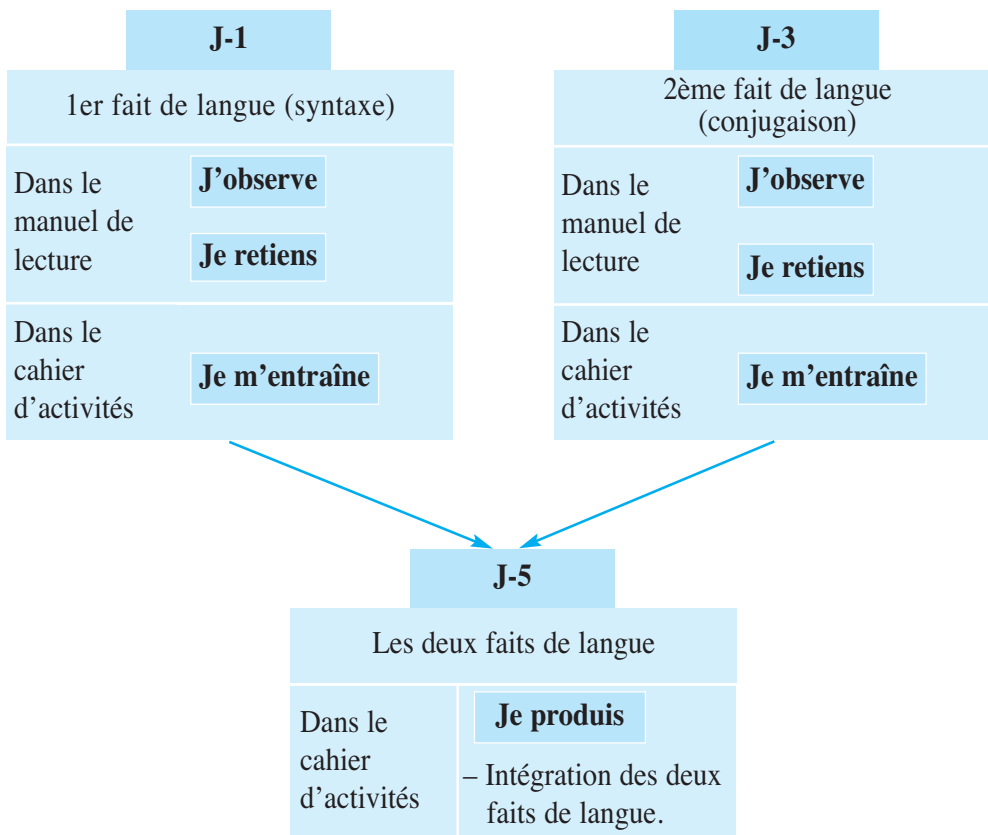 J-1
1er fait de langue (syntaxe)
Dans le
manuel de
lecture
J’observe
Je retiens
Dans le
cahier
d’activités
Je m’entraîne
J-3
2ème fait de langue
(conjugaison)
Dans le
manuel de
lecture
J’observe
Je retiens
Dans le
cahier
d’activités
Je m’entraîne
J-5
Les deux faits de langue
Dans le
cahier
d’activités
Je produis
– Intégration des deux
faits de langue.